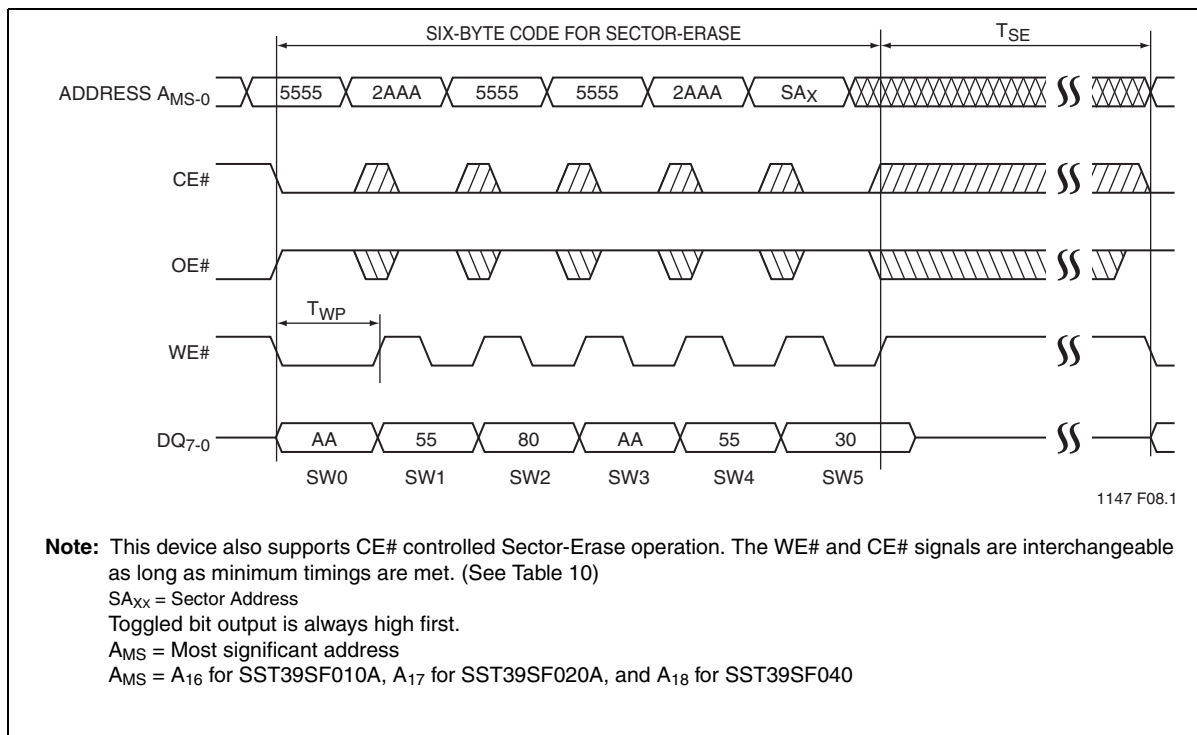 SIX-BYTE CODE FOR SECTOR-ERASE TSE
ADDRESS AMS-0 5555 2AAA 5555 5555 2AAA SAX
CE#
OE#
TWP
WE#
DQ7-0 AA 55 80 AA 55 30
SW0 SW1 SW2 SW3 SW4 SW5
1147 F08.1
Note: This device also supports CE# controlled Sector-Erase operation. The WE# and CE# signals are interchangeable
as long as minimum timings are met. (See Table 10)
SAXx = Sector Address
Toggled bit output is always high first.
AMS = Most significant address
AMS = A16 for SST39SF010A, A17 for SST39SF020A, and A18 for SST39SF040